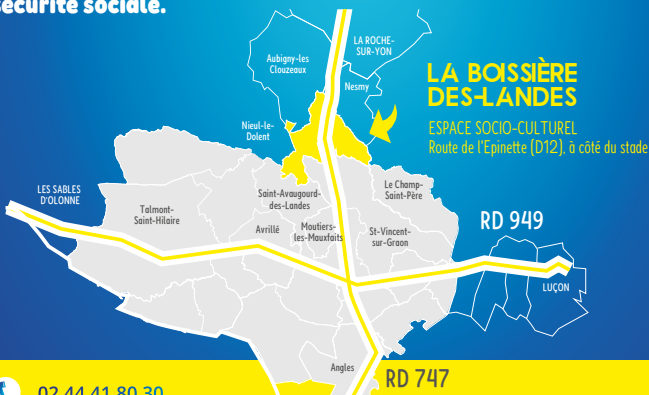 sécurité sociale.
LA ROCHE-
SUR-YON
Aubigny-les
Clouzeaux
Nesmy
LA BOISSIÈRE
DES-LANDES
ESPACE SOCIO-CULTUREL
Route de l'Epinette (D12), à côté du stade
Nieul-le-
Dolent
LES SABLES
D'OLONNE
Talmont-
Saint-Hilaire
Saint-Avaugourd-
des-Landes
Le Champ-
Saint-Père
Avrillé
Moutiers-
les-Mauxfaits
St-Vincent-
sur-Graon
RD 949
LUÇON
Angles
RD 747
02 44 41 80 30